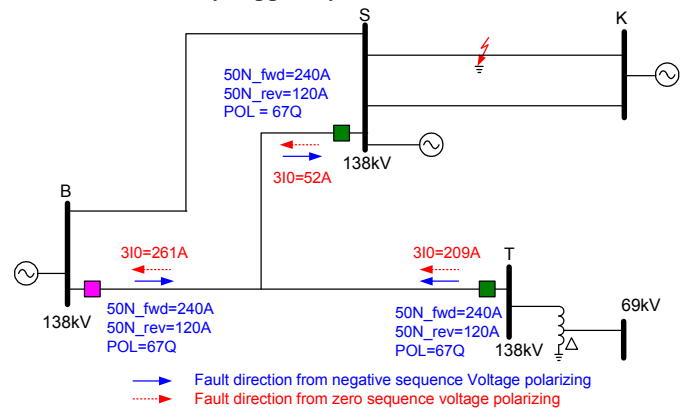 S
K
50N_fwd=240A
50N_rev=120A
POL = 67Q
138kV
3I0=52A
B
3I0=261A
3I0=209A
T
69kV
50N_fwd=240A
50N_rev=120A
POL=67Q
138kV
50N_fwd=240A
50N_rev=120A
POL=67Q
138kV
Fault direction from negative sequence Voltage polarizing
Fault direction from zero sequence voltage polarizing